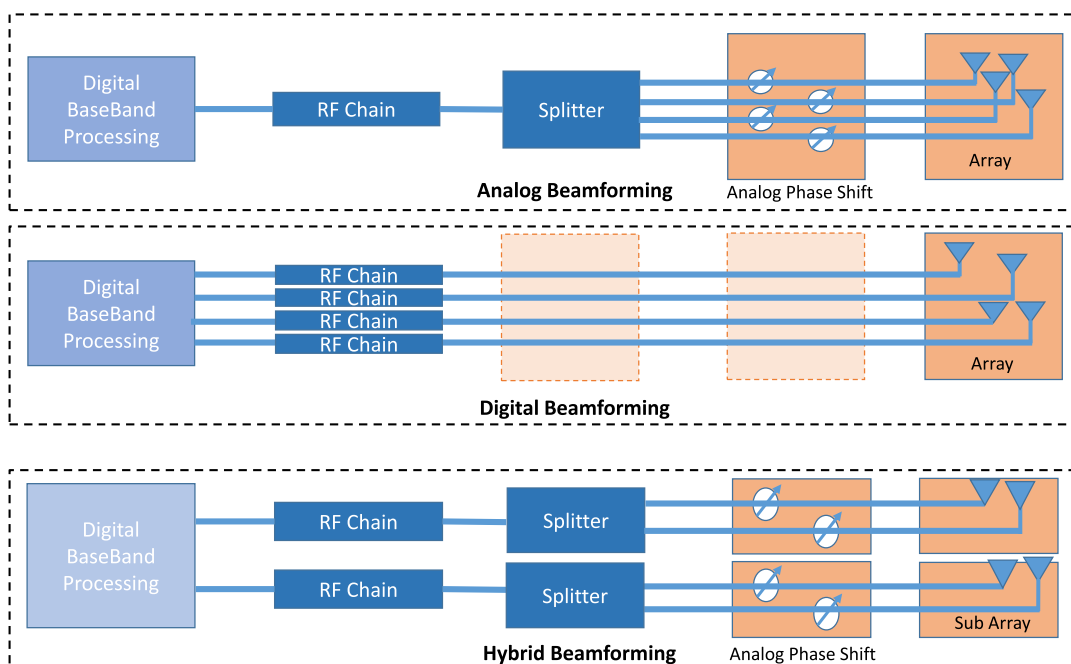 Digital
BaseBand
Processing
RF Chain
Splitter
Array
Analog Beamforming
Analog Phase Shift
Digital
BaseBand
Processing
RF Chain
RF Chain
RF Chain
RF Chain
Array
Digital Beamforming
Digital
BaseBand
Processing
RF Chain
Splitter
RF Chain
Splitter
Sub Array
Hybrid Beamforming
Analog Phase Shift